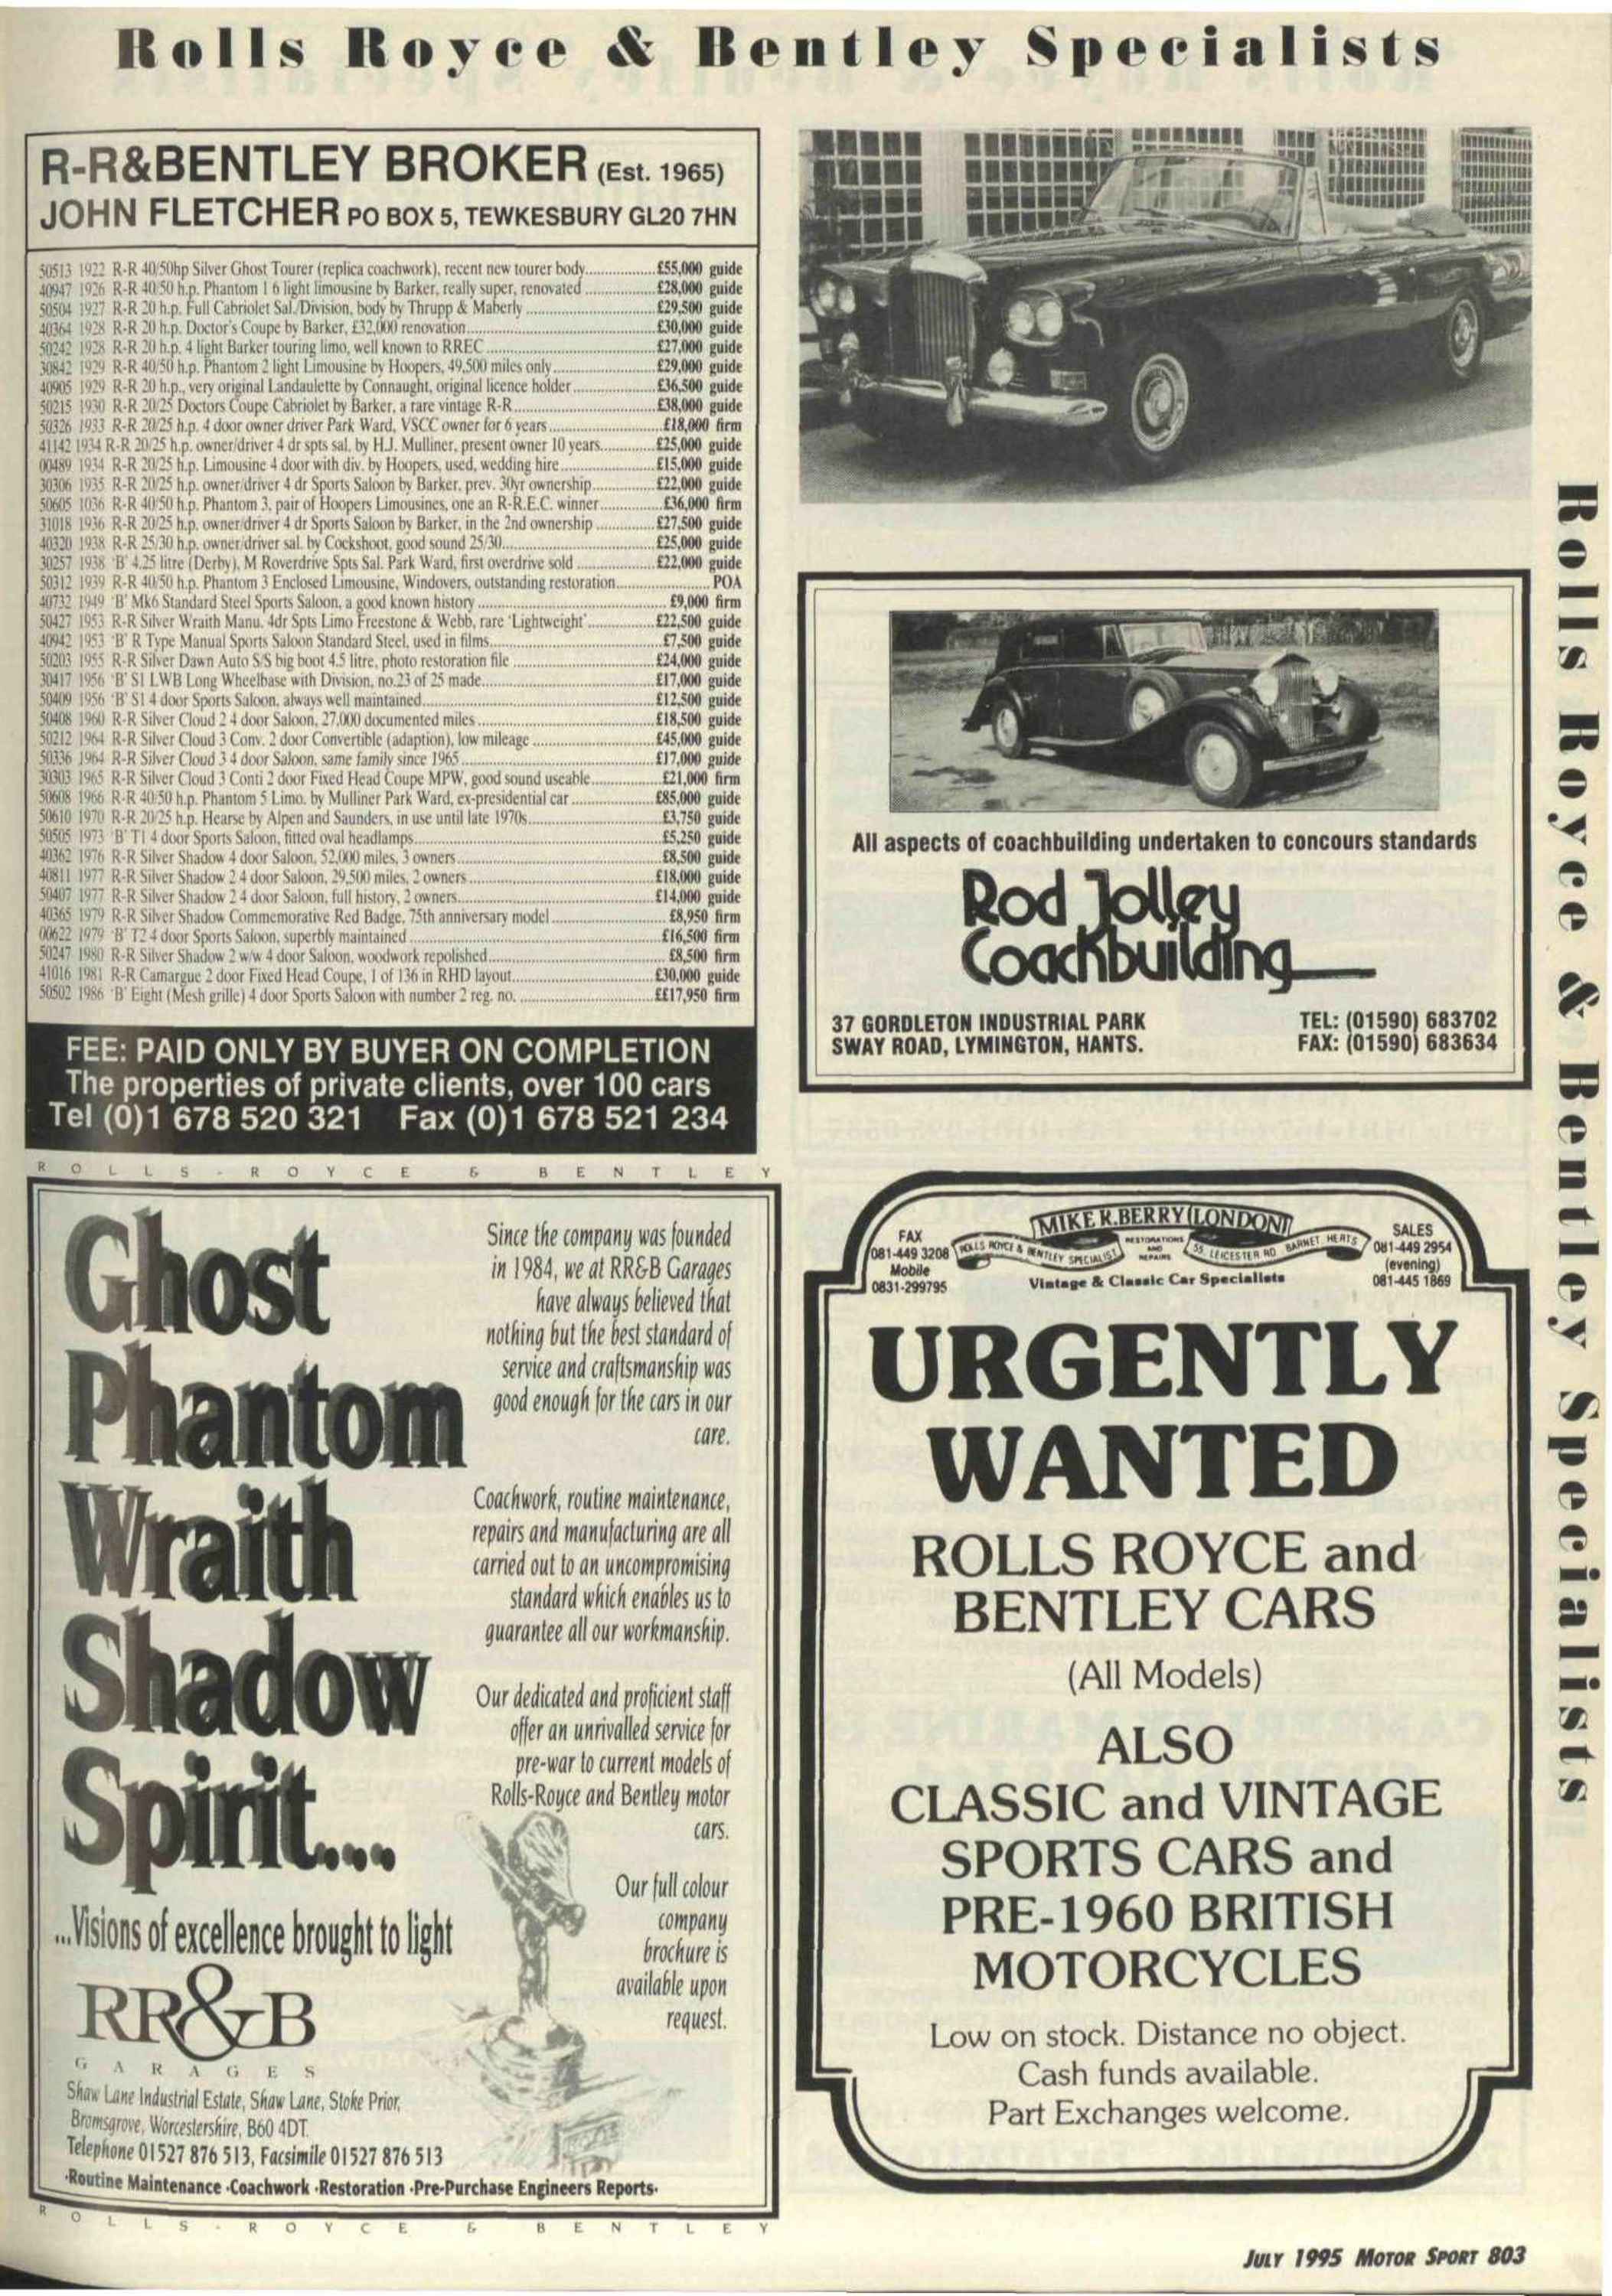 Rolls Royce & Bentley Specialists
R-R&BENTLEY BROKER (Est. 1965)
JOHN FLETCHER PO BOX 5, TEWKESBURY GL20 7HN
50513 1922 R-R 40/50hp Silver Ghost Tourer (replica coachwork), recent new tourer body................£55,000 guide
40947 1926 R-R 40/50 h.p. Phantom 1 6 light limousine by Barker, really super, renovated ................£28,000 guide
50504 1927 R-R 20 h.p. Full Cabriolet Sal./Division, body by Thrupp & Maberly ................£29,500 guide
40364 1928 R-R 20 h.p. Doctor's Coupe by Barker, £32,000 renovation................£30,000 guide
50242 1928 R-R 20 h.p. 4 light Barker touring limo, well known to RREC ................£27,000 guide
30842 1929 R-R 40/50 h.p. Phantom 2 light Limousine by Hoopers, 49,500 miles only................£29,000 guide
40905 1929 R-R 20 h.p., very original Landaulette by Connaught, original licence holder................£36,500 guide
50215 1930 R-R 20/25 Doctors Coupe Cabriolet by Barker, a rare vintage R-R................£38,000 guide
50326 1933 R-R 20/25 h.p. 4 door owner driver Park Ward, VSCC owner for 6 years................£18,000 firm
41142 1934 R-R 20/25 h.p. owner/driver 4 dr spts sal. by H.J. Mulliner, present owner 10 years................£25,000 guide
00489 1934 R-R 20/25 h.p. Limousine 4 door with div. by Hoopers, used, wedding hire................£15,000 guide
30306 1935 R-R 20/25 h.p. owner/driver 4 dr Sports Saloon by Barker, prev. 30yr ownership................£22,000 guide
50605 1036 R-R 40/50 h.p. Phantom 3, pair of Hoopers Limousines, one an R-R.E.C. winner................£36,000 firm
31018 1936 R-R 20/25 h.p. owner/driver 4 dr Sports Saloon by Barker, in the 2nd ownership ................£27,500 guide
40320 1938 R-R 25/30 h.p. owner/driver sal. by Cockshoot, good sound 25/30................£25,000 guide
30257 1938 'B' 4.25 litre (Derby), M Roverdrive Spts Sal. Park Ward, first overdrive sold ................£22,000 guide
50312 1939 R-R 40/50 h.p. Phantom 3 Enclosed Limousine, Windovers, outstanding restoration................POA
40732 1949 'B' Mk6 Standard Steel Sports Saloon, a good known history ................£9,000 firm
50427 1953 R-R Silver Wraith Manu. 4dr Spts Limo Freestone & Webb, rare 'Lightweight'................£22,500 guide
40942 1953 'B' R Type Manual Sports Saloon Standard Steel, used in films................£7,500 guide
50203 1955 R-R Silver Dawn Auto S/S big boot 4.5 litre, photo restoration file ................£24,000 guide
30417 1956 'B' S1 LWB Long Wheelbase with Division, no.23 of 25 made................£17,000 guide
50409 1956 'B' S1 4 door Sports Saloon, always well maintained................£12,500 guide
50408 1960 R-R Silver Cloud 2 4 door Saloon, 27,000 documented miles ................£18,500 guide
50212 1964 R-R Silver Cloud 3 Conv. 2 door Convertible (adaption), low mileage ................£45,000 guide
50336 1964 R-R Silver Cloud 3 4 door Saloon, same family since 1965................£17,000 guide
30303 1965 R-R Silver Cloud 3 Conti 2 door Fixed Head Coupe MPW, good sound useable................£21,000 firm
50608 1966 R-R 40/50 h.p. Phantom 5 Limo. by Mulliner Park Ward, ex-presidential car ................£85,000 guide
50610 1970 R-R 20/25 h.p. Hearse by Alpen and Saunders, in use until late 1970s................£3,750 guide
50505 1973 'B' T1 4 door Sports Saloon, fitted oval headlamps................£5,250 guide
40362 1976 R-R Silver Shadow 4 door Saloon, 52,000 miles, 3 owners................£8,500 guide
40811 1977 R-R Silver Shadow 2 4 door Saloon, 29,500 miles, 2 owners................£18,000 guide
50407 1977 R-R Silver Shadow 2 4 door Saloon, full history, 2 owners................£14,000 guide
40365 1979 R-R Silver Shadow Commemorative Red Badge, 75th anniversary model ................£8,950 firm
00622 1979 'B' T2 4 door Sports Saloon, superbly maintained ................£16,500 firm
50247 1980 R-R Silver Shadow 2 w/w 4 door Saloon, woodwork repolished................£8,500 firm
41016 1981 R-R Camargue 2 door Fixed Head Coupe, 1 of 136 in RHD layout................£30,000 guide
50502 1986 'B' Eight (Mesh grille) 4 door Sports Saloon with number 2 reg. no. ................££17,950 firm
FEE: PAID ONLY BY BUYER ON COMPLETION
The properties of private clients, over 100 cars
Tel (0)1 678 520 321 Fax (0)1 678 521 234
ROLLS-ROYCE & BENTLEY
Ghost
Phantom
Wraith
Shadow
Spirit....
...Visions of excellence brought to light
Since the company was founded
in 1984, we at RR&B Garages
have always believed that
nothing but the best standard of
service and craftsmanship was
good enough for the cars in our
care.
Coachwork, routine maintenance,
repairs and manufacturing are all
carried out to an uncompromising
standard which enables us to
guarantee all our workmanship.
Our dedicated and proficient staff
offer an unrivalled service for
pre-war to current models of
Rolls-Royce and Bentley motor
cars.
Our full colour
company
brochure is
available upon
request.
RR&B
GARAGES
Shaw Lane Industrial Estate, Shaw Lane, Stoke Prior,
Bromsgrove, Worcestershire, B60 4DT.
Telephone 01527 876 513, Facsimile 01527 876 513
·Routine Maintenance ·Coachwork ·Restoration ·Pre-Purchase Engineers Reports·
ROLLS-ROYCE & BENTLEY
All aspects of coachbuilding undertaken to concours standards
Rod Jolley
Coachbuilding
37 GORDLETON INDUSTRIAL PARK
SWAY ROAD, LYMINGTON, HANTS.
TEL: (01590) 683702
FAX: (01590) 683634
MIKE K.BERRY (LONDON)
ROLLS ROYCE & BENTLEY SPECIALIST
RESTORATIONS
AND
REPAIRS
55, LEICESTER RD BARNET HERTS
Vintage & Classic Car Specialists
FAX
081-449 3208
Mobile
0831-299795
SALES
081-449 2954
(evening)
081-445 1869
URGENTLY
WANTED
ROLLS ROYCE and
BENTLEY CARS
(All Models)
ALSO
CLASSIC and VINTAGE
SPORTS CARS and
PRE-1960 BRITISH
MOTORCYCLES
Low on stock. Distance no object.
Cash funds available.
Part Exchanges welcome.
Rolls Royce & Bentley Specialists
JULY 1995 MOTOR SPORT 803